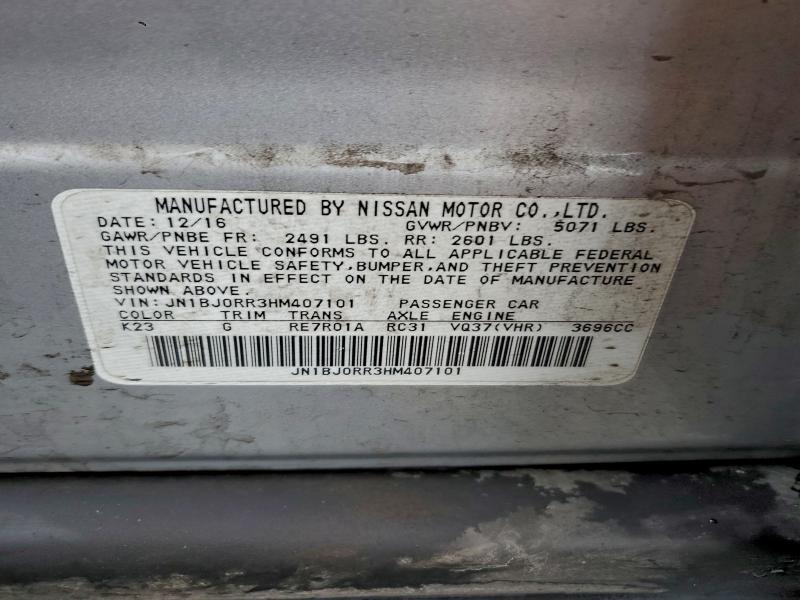 MANUFACTURED BY NISSAN MOTOR CO.,LTD.
DATE: 12/16 GVWR/PNBV: 5071 LBS.
GAWR/PNBE FR: 2491 LBS. RR: 2601 LBS.
THIS VEHICLE CONFORMS TO ALL APPLICABLE FEDERAL
MOTOR VEHICLE SAFETY,BUMPER,AND THEFT PREVENTION
STANDARDS IN EFFECT ON THE DATE OF MANUFACTURE
SHOWN ABOVE.
VIN: JN1BJ0RR3HM407101 PASSENGER CAR
COLOR TRIM TRANS AXLE ENGINE
K23 G RE7R01A RC31 VQ37(VHR) 3696CC
JN1BJ0RR3HM407101